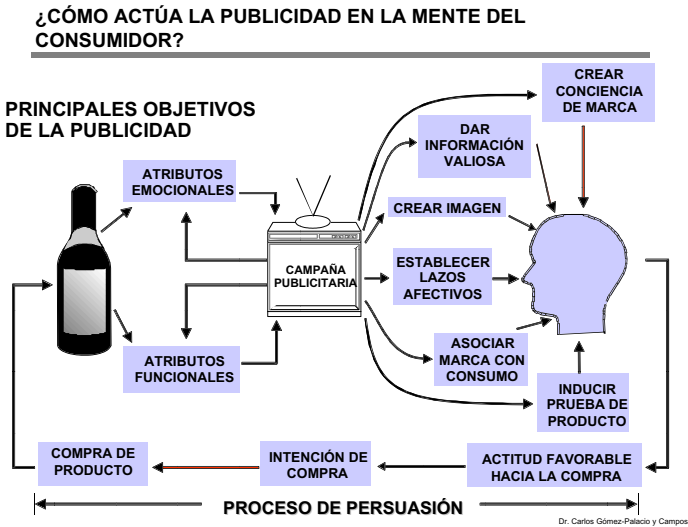 ¿CÓMO ACTÚA LA PUBLICIDAD EN LA MENTE DEL
CONSUMIDOR?
PRINCIPALES OBJETIVOS
DE LA PUBLICIDAD
CREAR
CONCIENCIA
DE MARCA
DAR
INFORMACIÓN
VALIOSA
ATRIBUTOS
EMOCIONALES
CREAR IMAGEN
CAMPAÑA
PUBLICITARIA
ESTABLECER
LAZOS
AFECTIVOS
ATRIBUTOS
FUNCIONALES
ASOCIAR
MARCA CON
CONSUMO
INDUCIR
PRUEBA DE
PRODUCTO
COMPRA DE
PRODUCTO
INTENCIÓN DE
COMPRA
ACTITUD FAVORABLE
HACIA LA COMPRA
PROCESO DE PERSUASIÓN
Dr. Carlos Gómez-Palacio y Campos